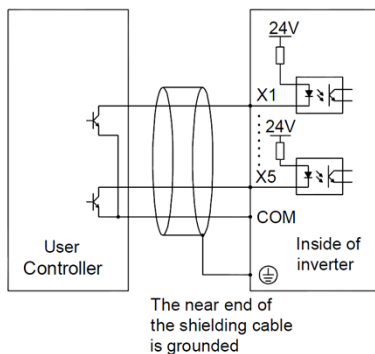 24V
X1
24V
X5
COM
User
Controller
Inside of
inverter
The near end of
the shielding cable
is grounded